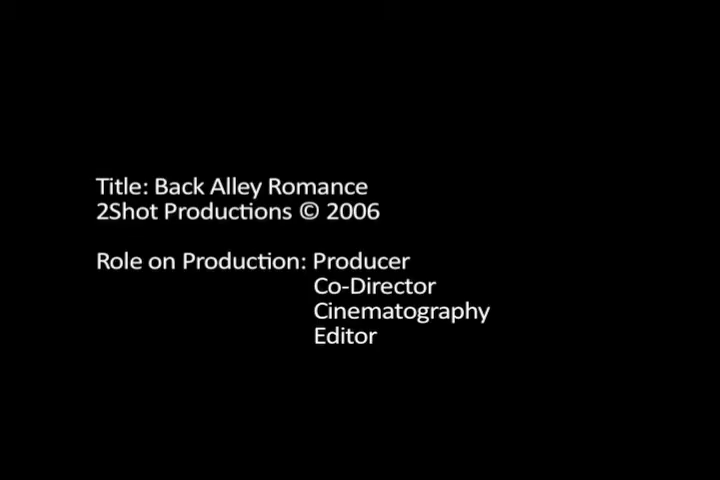 Title: Back Alley Romance
2Shot Productions © 2006
Role on Production: Producer
Co-Director
Cinematography
Editor